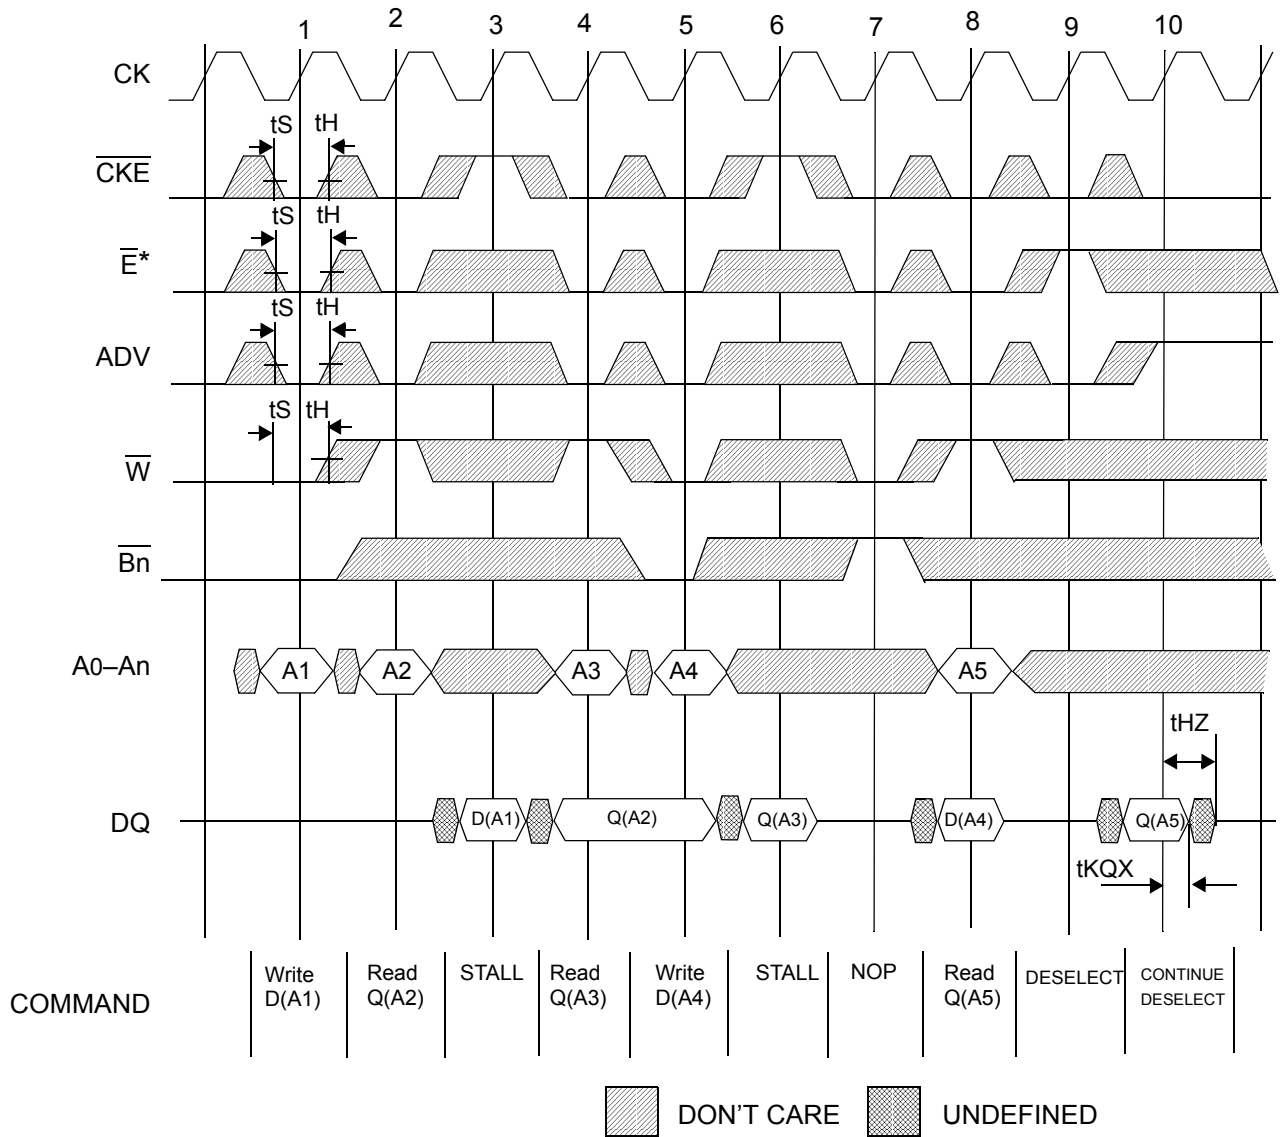 1 2 3 4 5 6 7 8 9 10
CK
tS tH
CKE
tS tH
E*
tS tH
ADV
tS tH
W
Bn
A0–An A1 A2 A3 A4 A5
tHZ
DQ D(A1) Q(A2) Q(A3) D(A4) Q(A5)
tKQX
COMMAND
Write
D(A1)
Read
Q(A2)
STALL
Read
Q(A3)
Write
D(A4)
STALL
NOP
Read
Q(A5)
DESELECT
CONTINUE
DESELECT
DON'T CARE
UNDEFINED